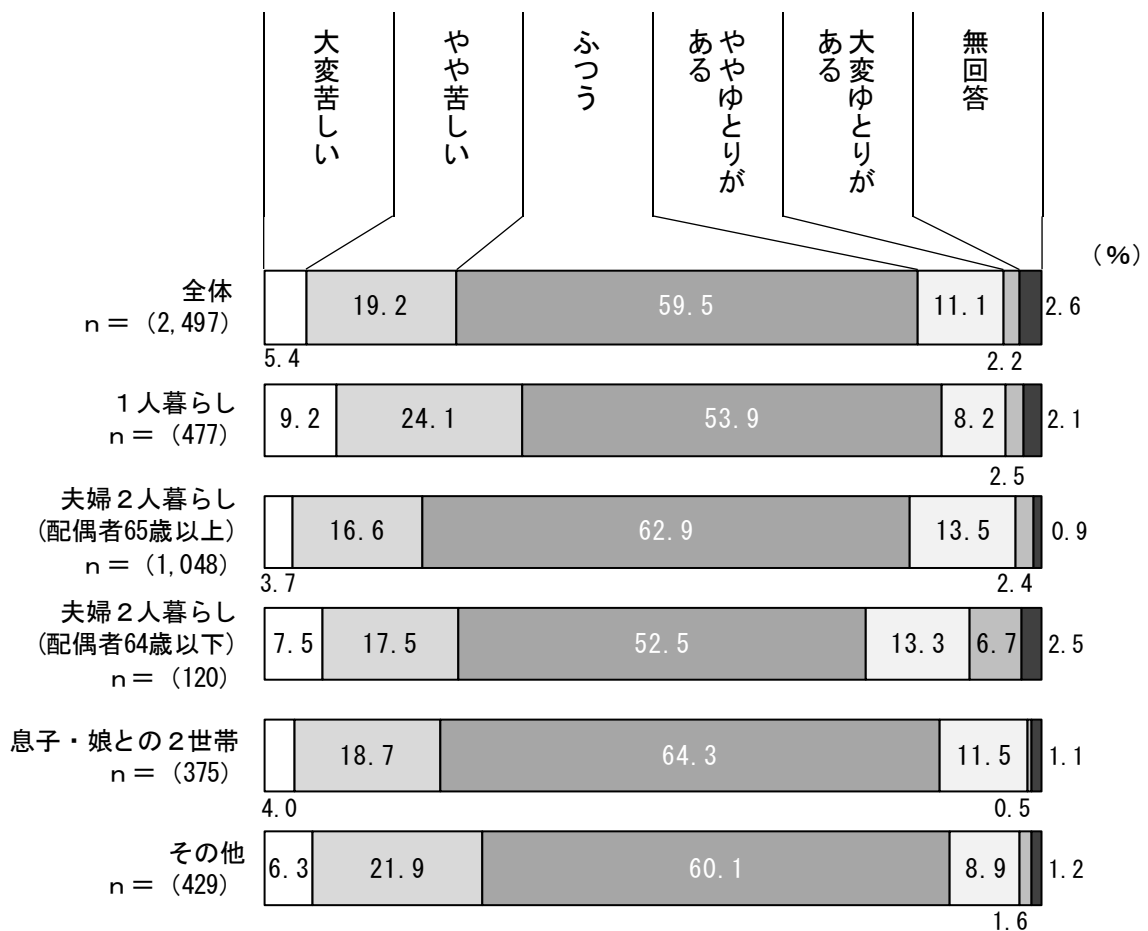 大変苦しい
やや苦しい
ふつう
ややゆとりが
ある
大変ゆとりが
ある
無回答
(%)
全体
n=(2,497)
5.4
19.2
59.5
11.1
2.2
2.6
1人暮らし
n=(477)
9.2
24.1
53.9
8.2
2.5
2.1
夫婦2人暮らし
(配偶者65歳以上)
n=(1,048)
3.7
16.6
62.9
13.5
2.4
0.9
夫婦2人暮らし
(配偶者64歳以下)
n=(120)
7.5
17.5
52.5
13.3
6.7
2.5
息子・娘との2世帯
n=(375)
4.0
18.7
64.3
11.5
0.5
1.1
その他
n=(429)
6.3
21.9
60.1
8.9
1.6
1.2